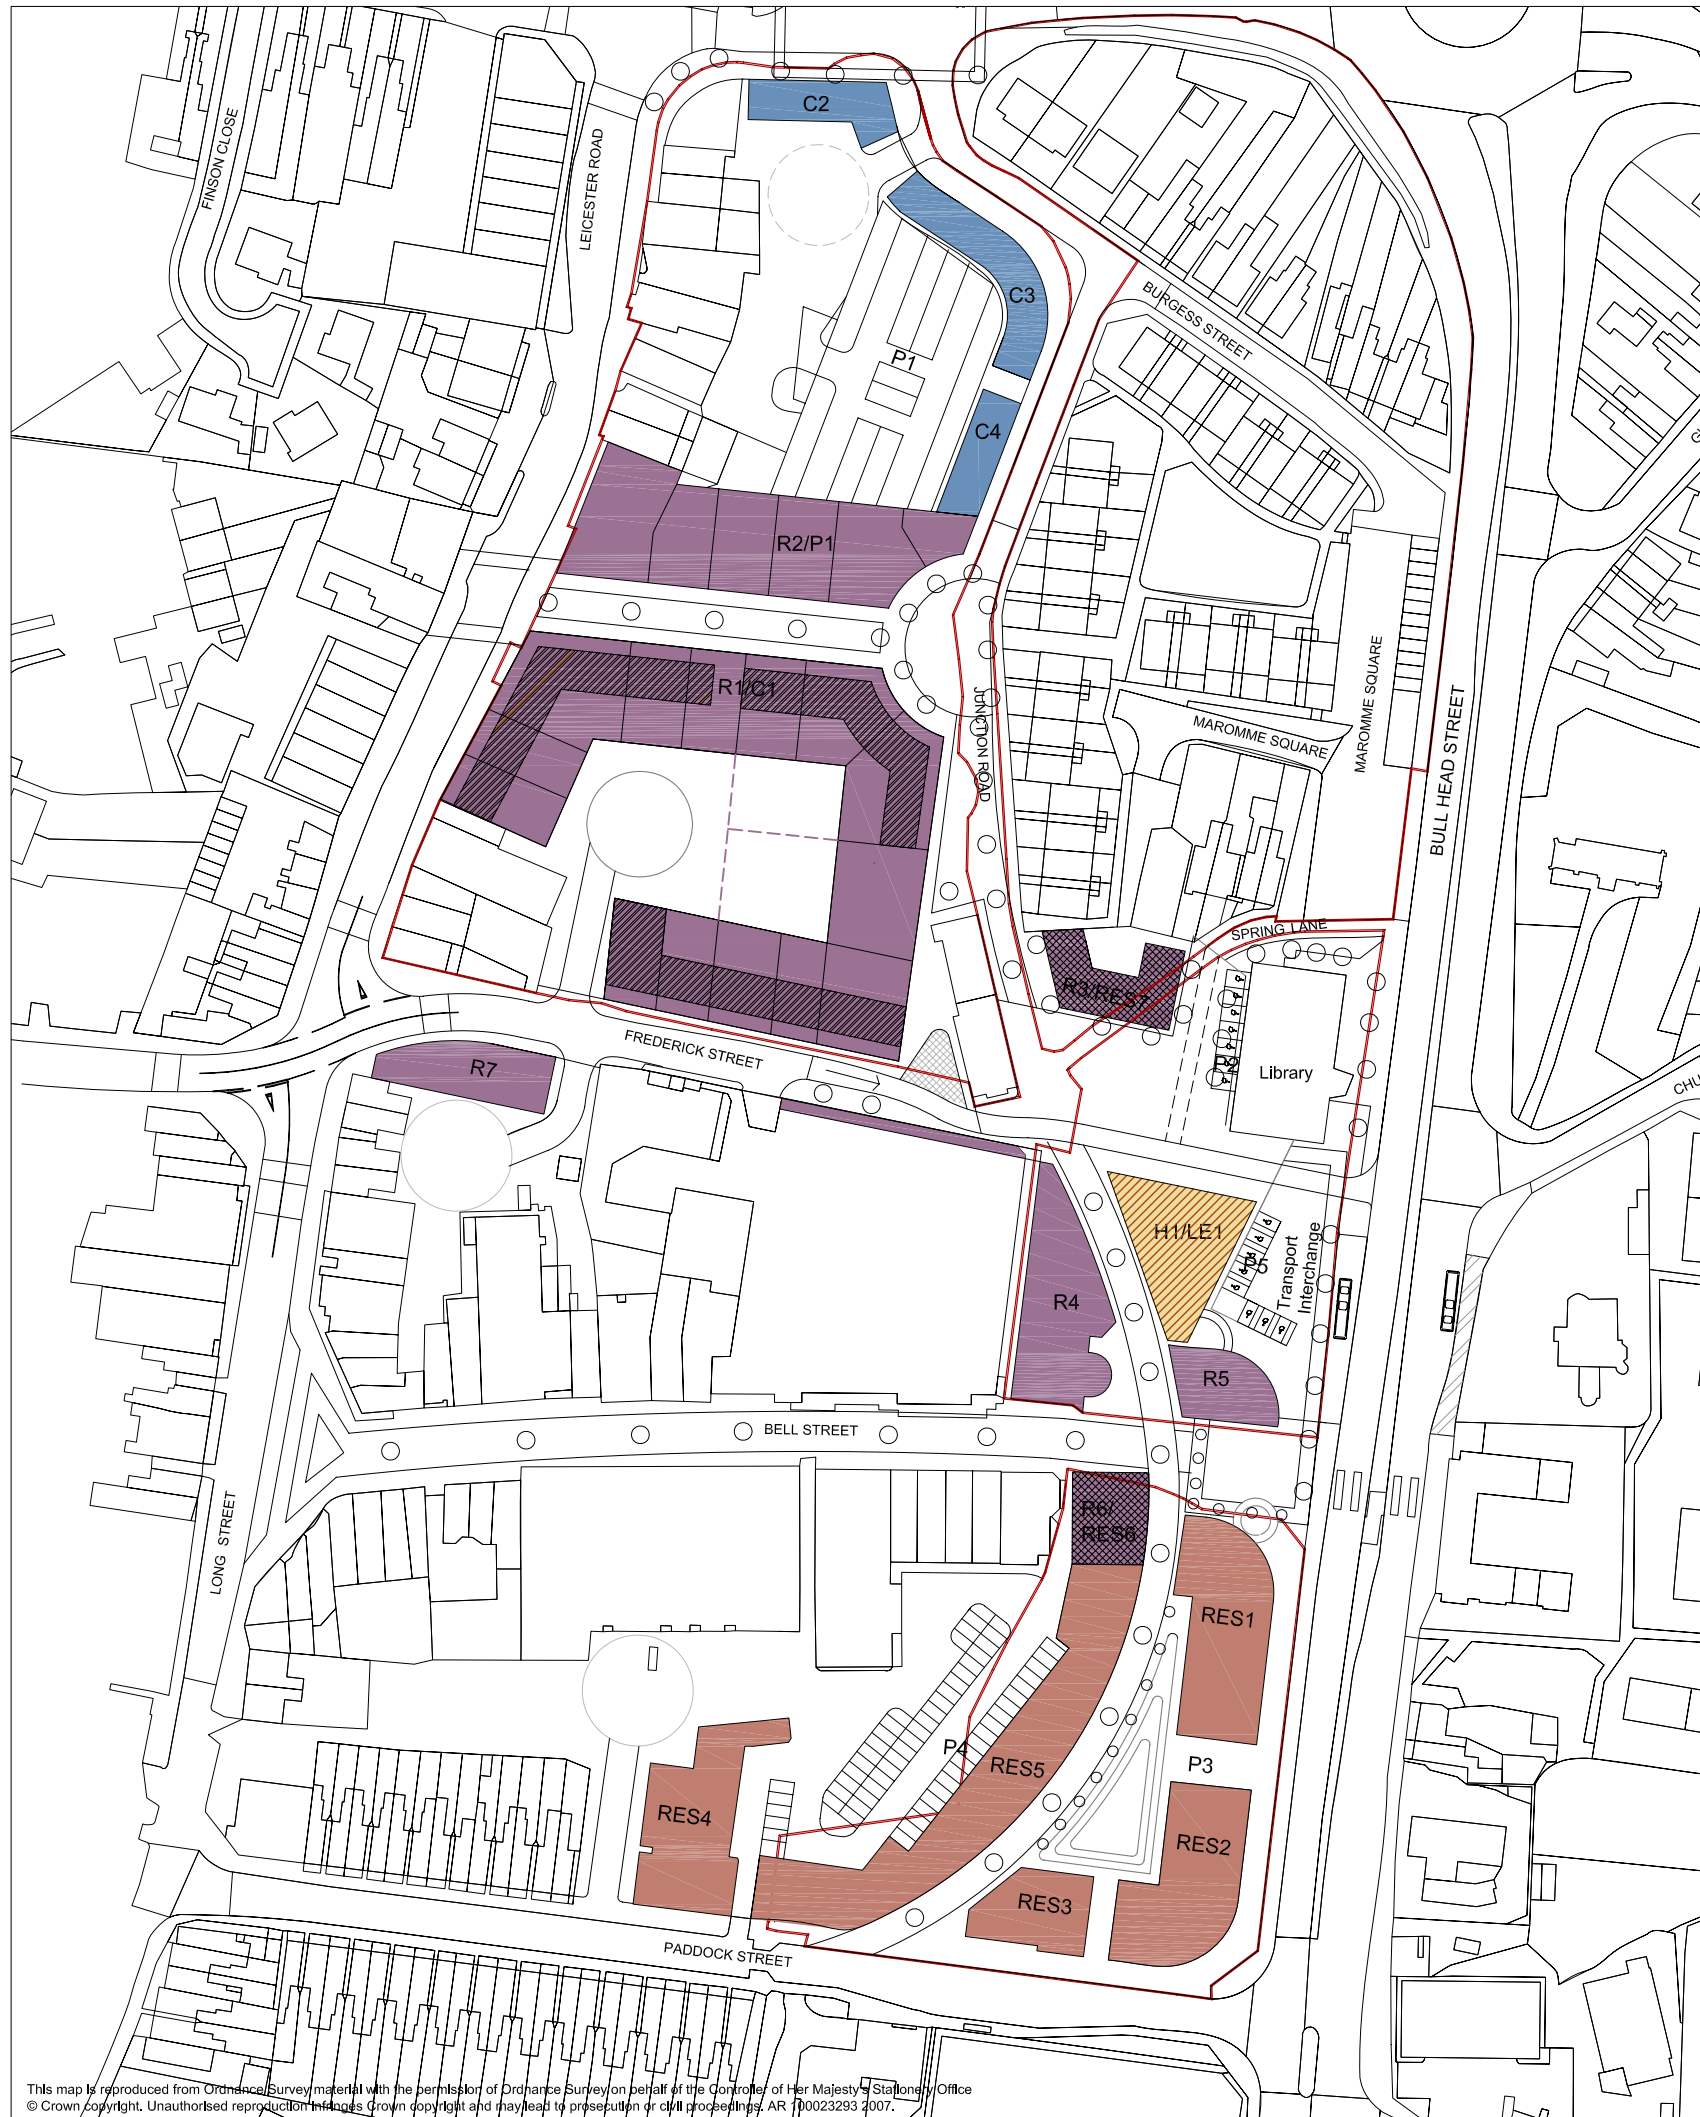 C2
FINSON CLOSE
LEICESTER ROAD
C3
BURGESS STREET
P1
C4
R2/P1
R1/C1
JUNCTION ROAD
MAROMME SQUARE
MAROMME SQUARE
BULL HEAD STREET
SPRING LANE
R3/RES7
FREDERICK STREET
R7
P2
Library
CHU
H1/LE1
P5
Transport
Interchange
R4
R5
BELL STREET
LONG STREET
R6/
RES6
RES1
P4
RES5
P3
RES4
RES2
RES3
PADDOCK STREET
This map is reproduced from Ordnance Survey material with the permission of Ordnance Survey on behalf of the Controller of Her Majesty's Stationery Office
© Crown copyright. Unauthorised reproduction infringes Crown copyright and may lead to prosecution or civil proceedings. AR 100023293 2007.